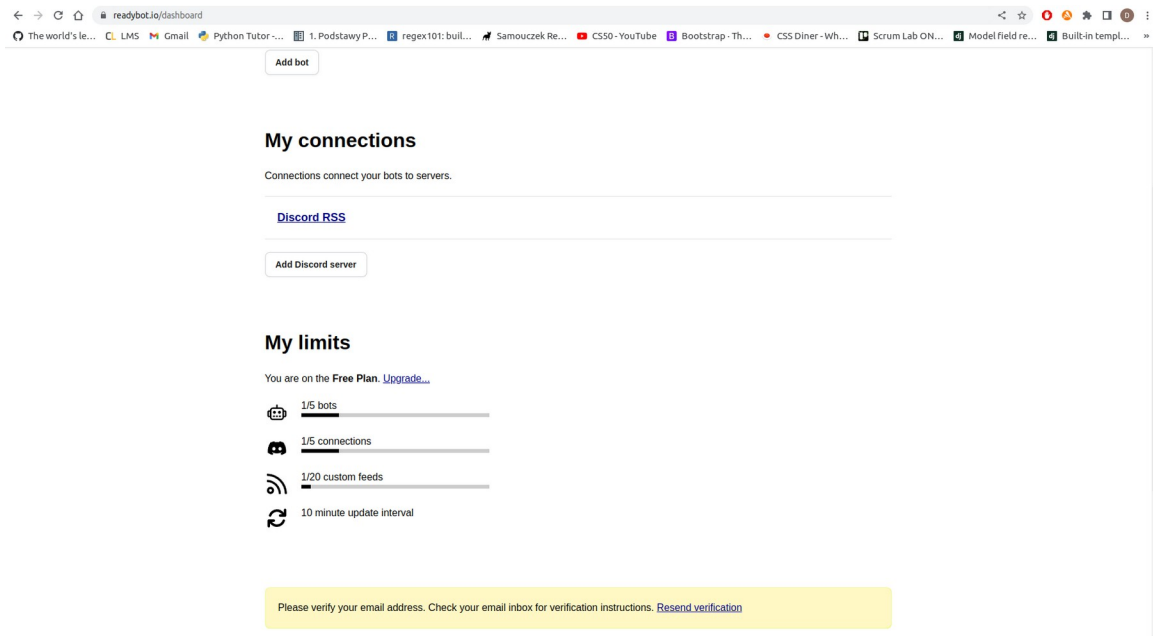 readybot.io/dashboard
The world's le... CL LMS M Gmail Python Tutor -... 1. Podstawy P... R regex101: buil... Samouczek Re... CS50 - YouTube B Bootstrap · Th... CSS Diner - Wh... Scrum Lab ON... dj Model field re... dj Built-in templ... »
Add bot
My connections
Connections connect your bots to servers.
Discord RSS
Add Discord server
My limits
You are on the Free Plan. Upgrade...
1/5 bots
1/5 connections
1/20 custom feeds
10 minute update interval
Please verify your email address. Check your email inbox for verification instructions. Resend verification